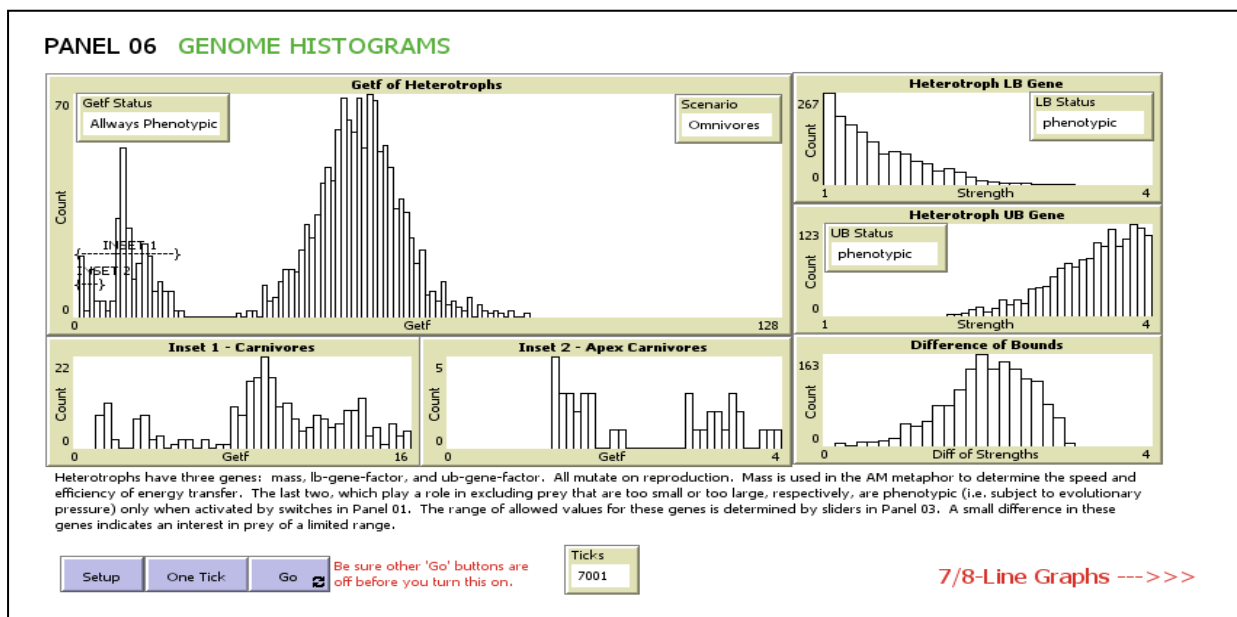 PANEL 06 GENOME HISTOGRAMS
Getf of Heterotrophs
70
Count
0
Getf Status
Allways Phenotypic
Scenario
Omnivores
INSET 1
{---------------}
INSET 2
{---}
0
Getf
128
Heterotroph LB Gene
267
Count
0
LB Status
phenotypic
1
Strength
4
Heterotroph UB Gene
123
Count
0
UB Status
phenotypic
1
Strength
4
Inset 1 - Carnivores
22
Count
0
0
Getf
16
Inset 2 - Apex Carnivores
5
Count
0
0
Getf
4
Difference of Bounds
163
Count
0
0
Diff of Strengths
4
Heterotrophs have three genes: mass, lb-gene-factor, and ub-gene-factor. All mutate on reproduction. Mass is used in the AM metaphor to determine the speed and
efficiency of energy transfer. The last two, which play a role in excluding prey that are too small or too large, respectively, are phenotypic (i.e. subject to evolutionary
pressure) only when activated by switches in Panel 01. The range of allowed values for these genes is determined by sliders in Panel 03. A small difference in these
genes indicates an interest in prey of a limited range.
Setup
One Tick
Go
Be sure other 'Go' buttons are
off before you turn this on.
Ticks
7001
7/8-Line Graphs --->>>